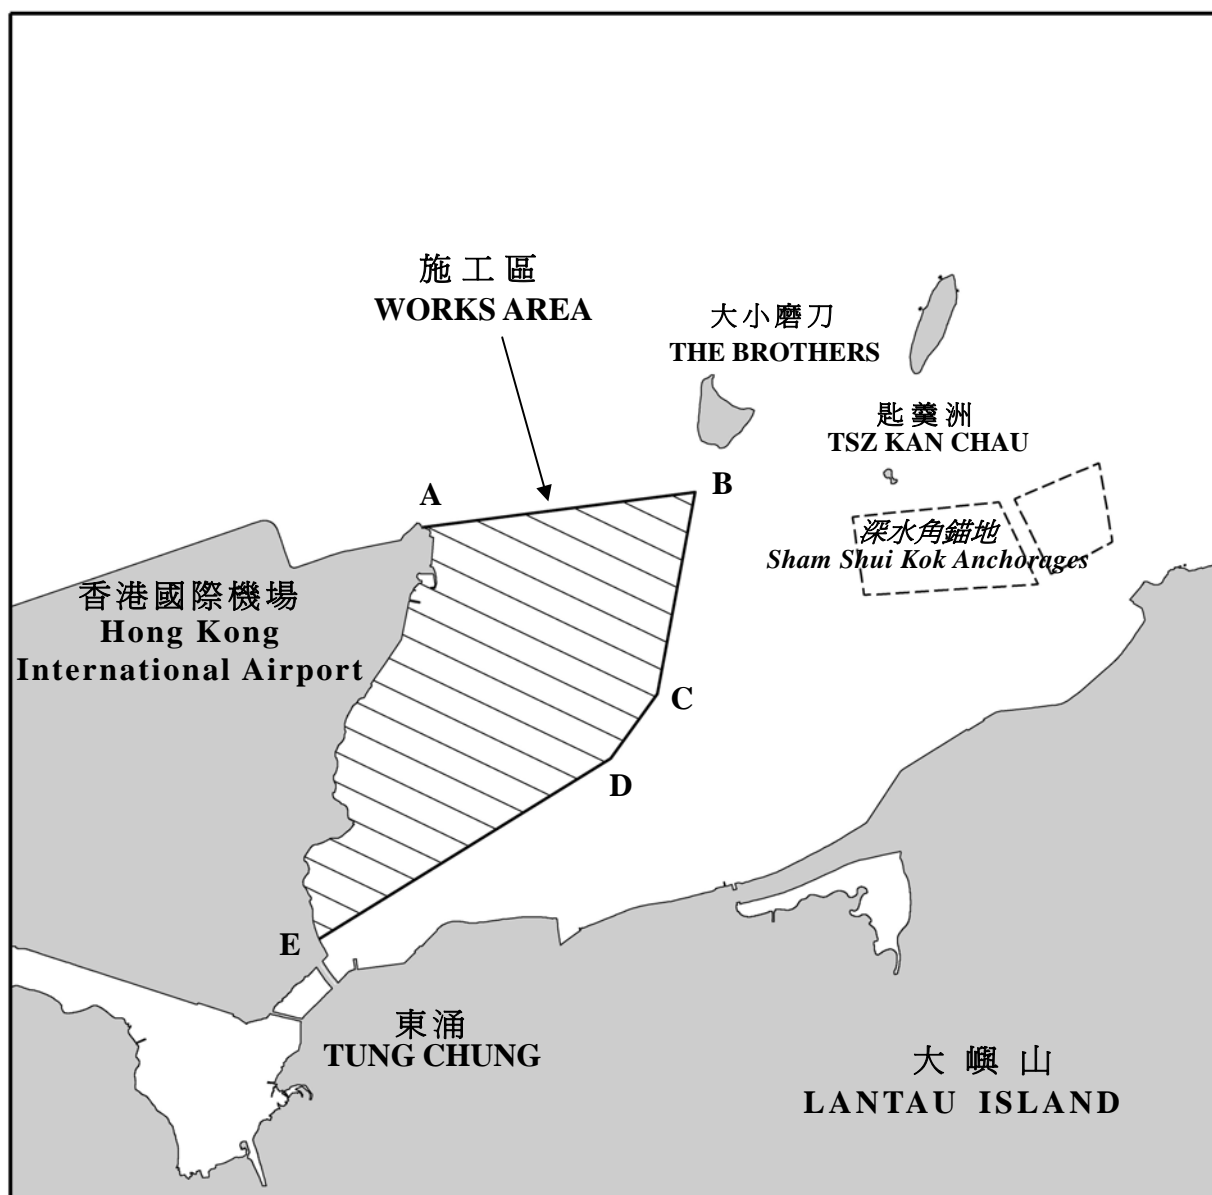 施工區
WORKS AREA
大小磨刀
THE BROTHERS
匙羹洲
TSZ KAN CHAU
A
B
深水角錨地
Sham Shui Kok Anchorages
香港國際機場
Hong Kong
International Airport
C
D
E
東涌
TUNG CHUNG
大嶼山
LANTAU ISLAND